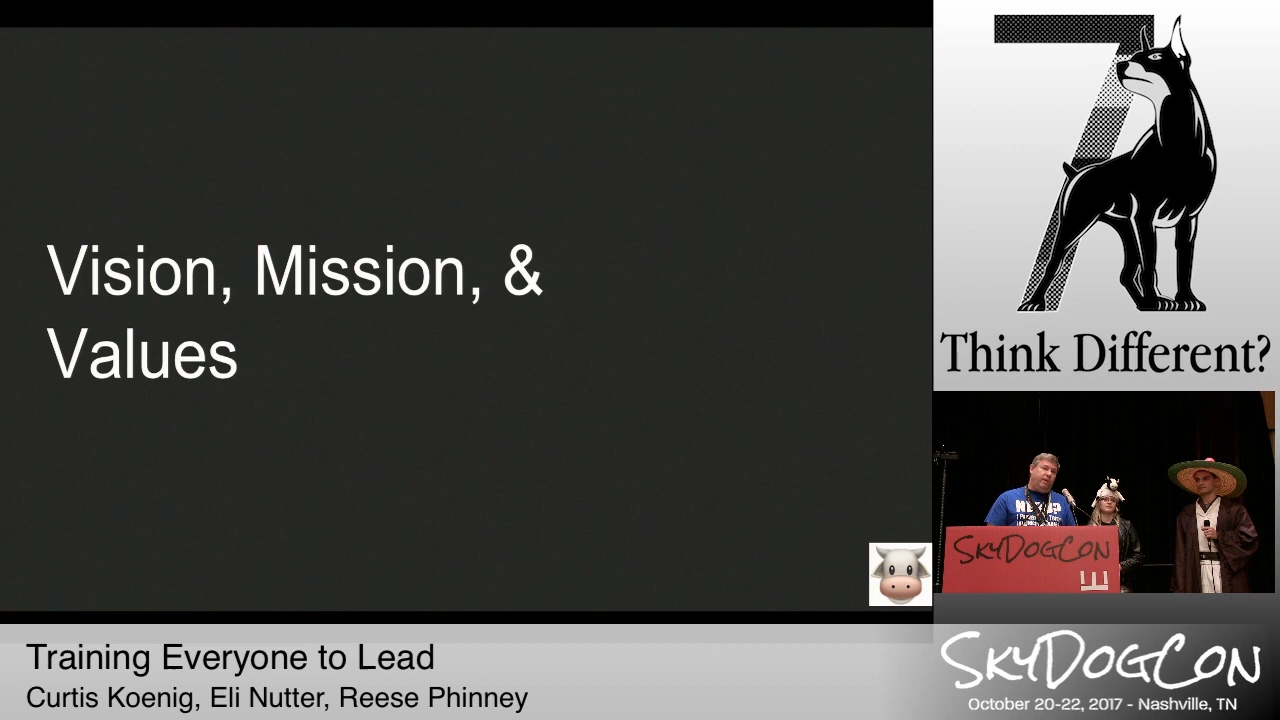 Vision, Mission, &
Values
7
Think Different?
SKYDOGCON
Training Everyone to Lead
Curtis Koenig, Eli Nutter, Reese Phinney
SKYDOGCON
October 20-22, 2017 - Nashville, TN